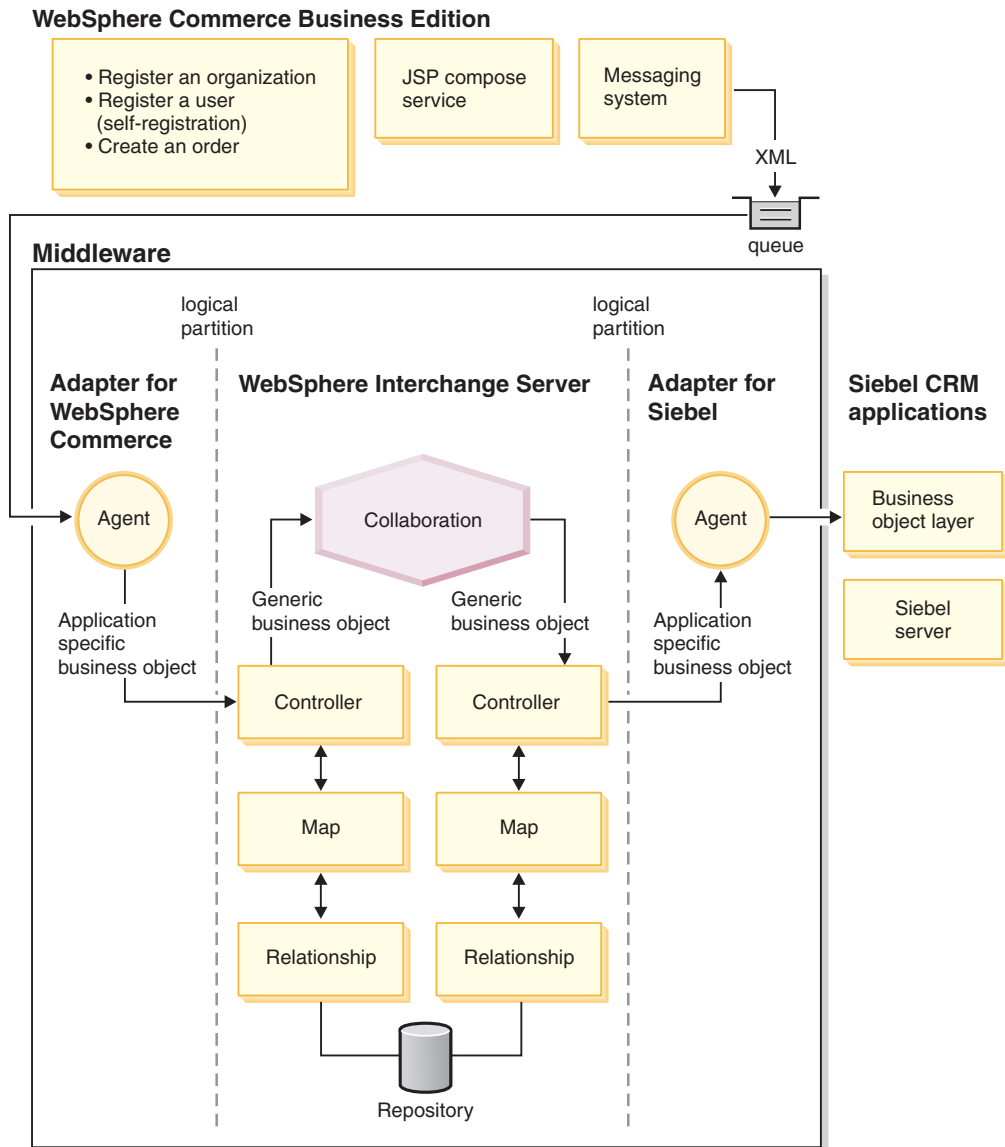 WebSphere Commerce Business Edition
• Register an organization
• Register a user
(self-registration)
• Create an order
JSP compose
service
Messaging
system
XML
queue
Middleware
logical
partition
logical
partition
Adapter for
WebSphere
Commerce
WebSphere Interchange Server
Adapter for
Siebel
Siebel CRM
applications
Agent
Collaboration
Agent
Business
object layer
Application
specific
business object
Generic
business object
Generic
business object
Application
specific
business object
Siebel
server
Controller
Controller
Map
Map
Relationship
Relationship
Repository